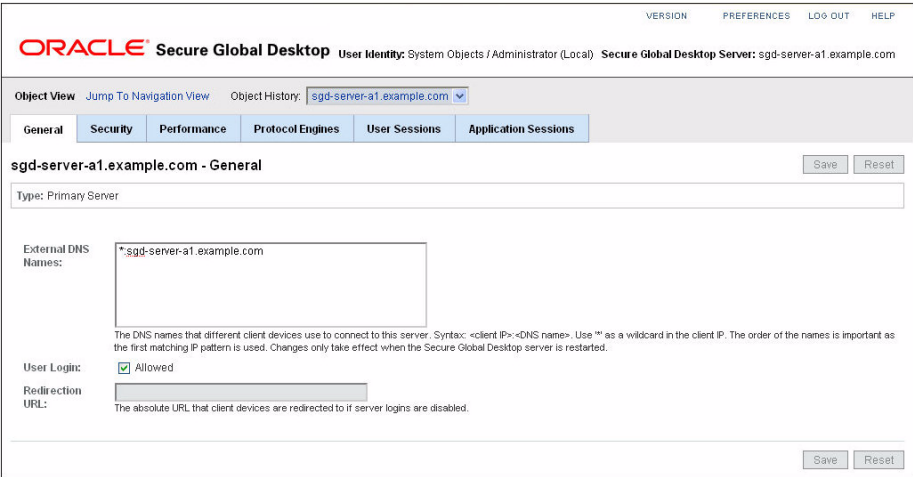 VERSION PREFERENCES LOG OUT HELP
ORACLE Secure Global Desktop User Identity: System Objects / Administrator (Local) Secure Global Desktop Server: sgd-server-a1.example.com
Object View Jump To Navigation View Object History: sgd-server-a1.example.com
General Security Performance Protocol Engines User Sessions Application Sessions
sgd-server-a1.example.com - General Save Reset
Type: Primary Server
External DNS Names: *:sgd-server-a1.example.com
The DNS names that different client devices use to connect to this server. Syntax: <client IP>:<DNS name>. Use '*' as a wildcard in the client IP. The order of the names is important as
the first matching IP pattern is used. Changes only take effect when the Secure Global Desktop server is restarted.
User Login: Allowed
Redirection URL:
The absolute URL that client devices are redirected to if server logins are disabled.
Save Reset